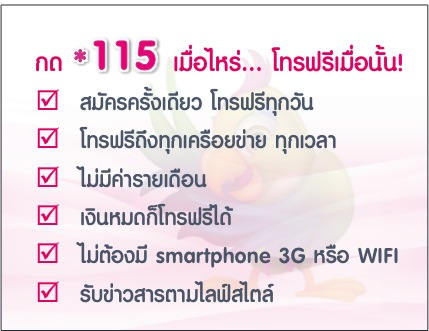 กด *115 เมื่อไหร่... โทรฟรีเมื่อนั้น!
สมัครครั้งเดียว โทรฟรีทุกวัน
โทรฟรีถึงทุกเครือยข่าย ทุกเวลา
ไม่มีค่ารายเดือน
เงินหมดก็โทรฟรีได้
ไม่ต้องมี smartphone 3G หรือ WIFI
รับข่าวสารตามไลฟ์สไตล์